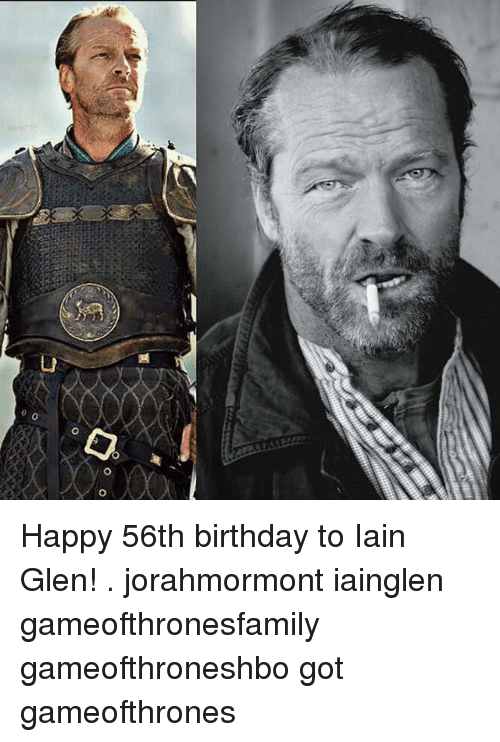 Happy 56th birthday to Iain
Glen! . jorahmormont iainglen
gameofthronesfamily
gameofthroneshbo got
gameofthrones